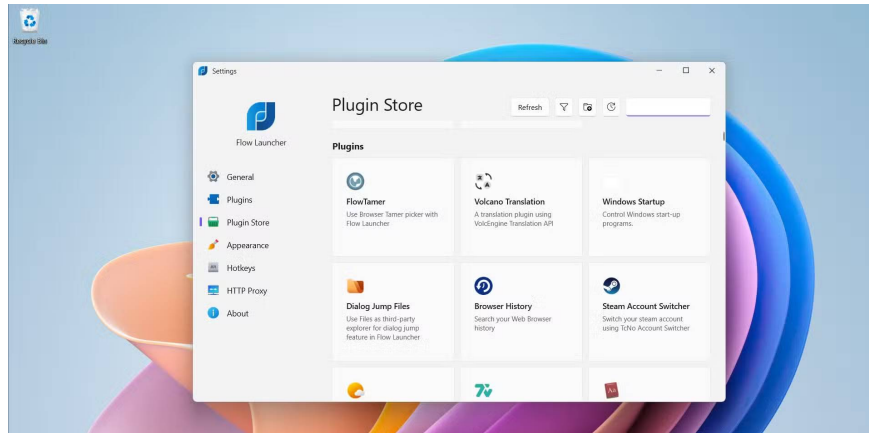 Recycle Bin
Settings
Flow Launcher
General
Plugins
Plugin Store
Appearance
Hotkeys
HTTP Proxy
About
Plugin Store
Refresh
Plugins
FlowTamer
Use Browser Tamer picker with
Flow Launcher
Volcano Translation
A translation plugin using
VolcEngine Translation API
Windows Startup
Control Windows start-up
programs.
Dialog Jump Files
Use Files as third-party
explorer for dialog jump
feature in Flow Launcher
Browser History
Search your Web Browser
history
Steam Account Switcher
Switch your steam account
using TcNo Account Switcher